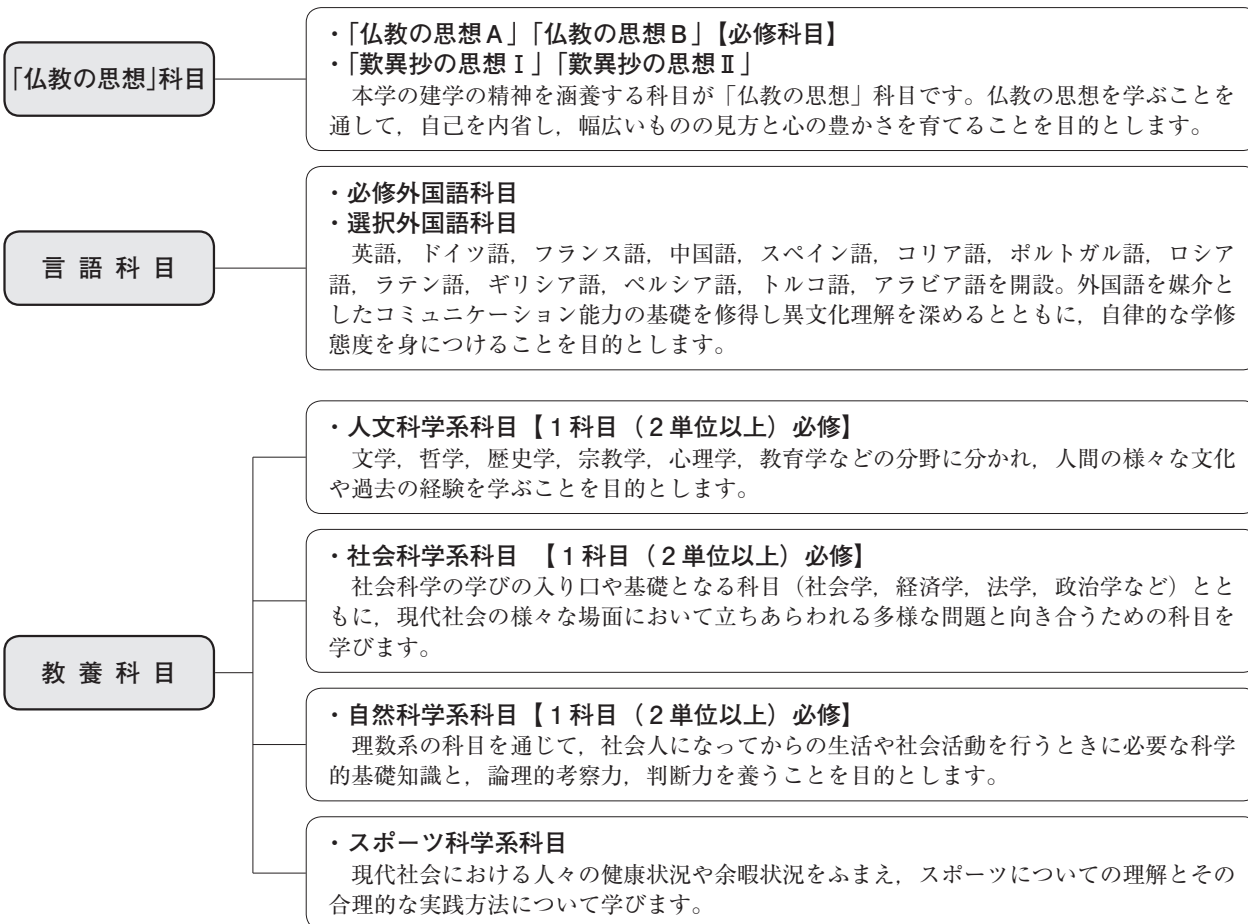 「仏教の思想」科目
・「仏教の思想A」「仏教の思想B」【必修科目】
・「歎異抄の思想Ⅰ」「歎異抄の思想Ⅱ」
本学の建学の精神を涵養する科目が「仏教の思想」科目です。仏教の思想を学ぶことを
通して，自己を内省し，幅広いものの見方と心の豊かさを育てることを目的とします。
言語科目
・必修外国語科目
・選択外国語科目
英語，ドイツ語，フランス語，中国語，スペイン語，コリア語，ポルトガル語，ロシア
語，ラテン語，ギリシア語，ペルシア語，トルコ語，アラビア語を開設。外国語を媒介と
したコミュニケーション能力の基礎を修得し異文化理解を深めるとともに，自律的な学修
態度を身につけることを目的とします。
教養科目
・人文科学系科目【１科目（２単位以上）必修】
文学，哲学，歴史学，宗教学，心理学，教育学などの分野に分かれ，人間の様々な文化
や過去の経験を学ぶことを目的とします。
・社会科学系科目 【１科目（２単位以上）必修】
社会科学の学びの入り口や基礎となる科目（社会学，経済学，法学，政治学など）とと
もに，現代社会の様々な場面において立ちあらわれる多様な問題と向き合うための科目を
学びます。
・自然科学系科目【１科目（２単位以上）必修】
理数系の科目を通じて，社会人になってからの生活や社会活動を行うときに必要な科学
的基礎知識と，論理的考察力，判断力を養うことを目的とします。
・スポーツ科学系科目
現代社会における人々の健康状況や余暇状況をふまえ，スポーツについての理解とその
合理的な実践方法について学びます。